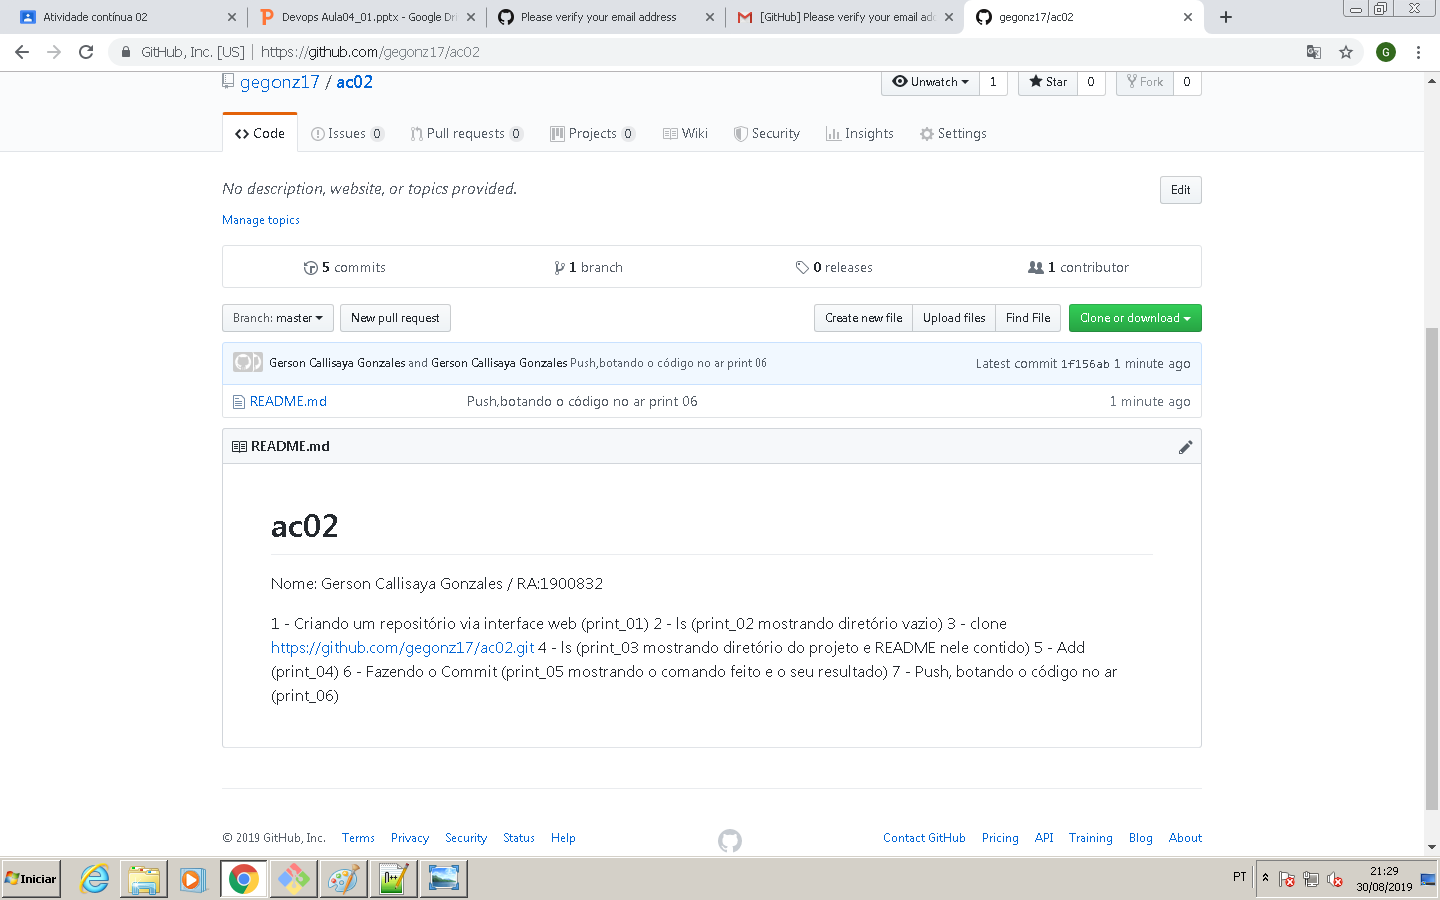 Atividade contínua 02
Devops Aula04_01.pptx - Google Dri
Please verify your email address
[GitHub] Please verify your email add
gegonz17/ac02
GitHub, Inc. [US] | https://github.com/gegonz17/ac02
G
gegonz17 / ac02
Unwatch 1
Star 0
Fork 0
Code
Issues 0
Pull requests 0
Projects 0
Wiki
Security
Insights
Settings
No description, website, or topics provided.
Edit
Manage topics
5 commits
1 branch
0 releases
1 contributor
Branch: master
New pull request
Create new file
Upload files
Find File
Clone or download
Gerson Callisaya Gonzales and Gerson Callisaya Gonzales Push,botando o código no ar print 06
Latest commit 1f156ab 1 minute ago
README.md
Push,botando o código no ar print 06
1 minute ago
README.md
ac02
Nome: Gerson Callisaya Gonzales / RA:1900832
1 - Criando um repositório via interface web (print_01) 2 - ls (print_02 mostrando diretório vazio) 3 - clone
https://github.com/gegonz17/ac02.git 4 - ls (print_03 mostrando diretório do projeto e README nele contido) 5 - Add
(print_04) 6 - Fazendo o Commit (print_05 mostrando o comando feito e o seu resultado) 7 - Push, botando o código no ar
(print_06)
© 2019 GitHub, Inc.
Terms
Privacy
Security
Status
Help
Contact GitHub
Pricing
API
Training
Blog
About
Iniciar
PT
21:29
30/08/2019